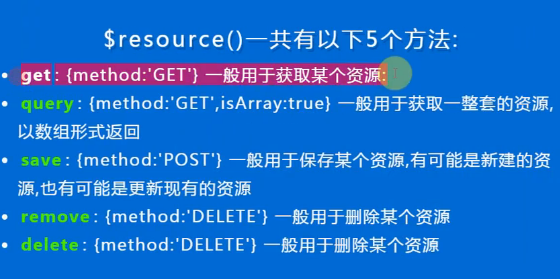 $resource()一共有以下5个方法:
get: {method:'GET'} 一般用于获取某个资源:
query: {method:'GET',isArray:true} 一般用于获取一整套的资源,
以数组形式返回
save: {method:'POST'} 一般用于保存某个资源,有可能是新建的资
源,也有可能是更新现有的资源
remove: {method:'DELETE'} 一般用于删除某个资源
delete: {method:'DELETE'} 一般用于删除某个资源